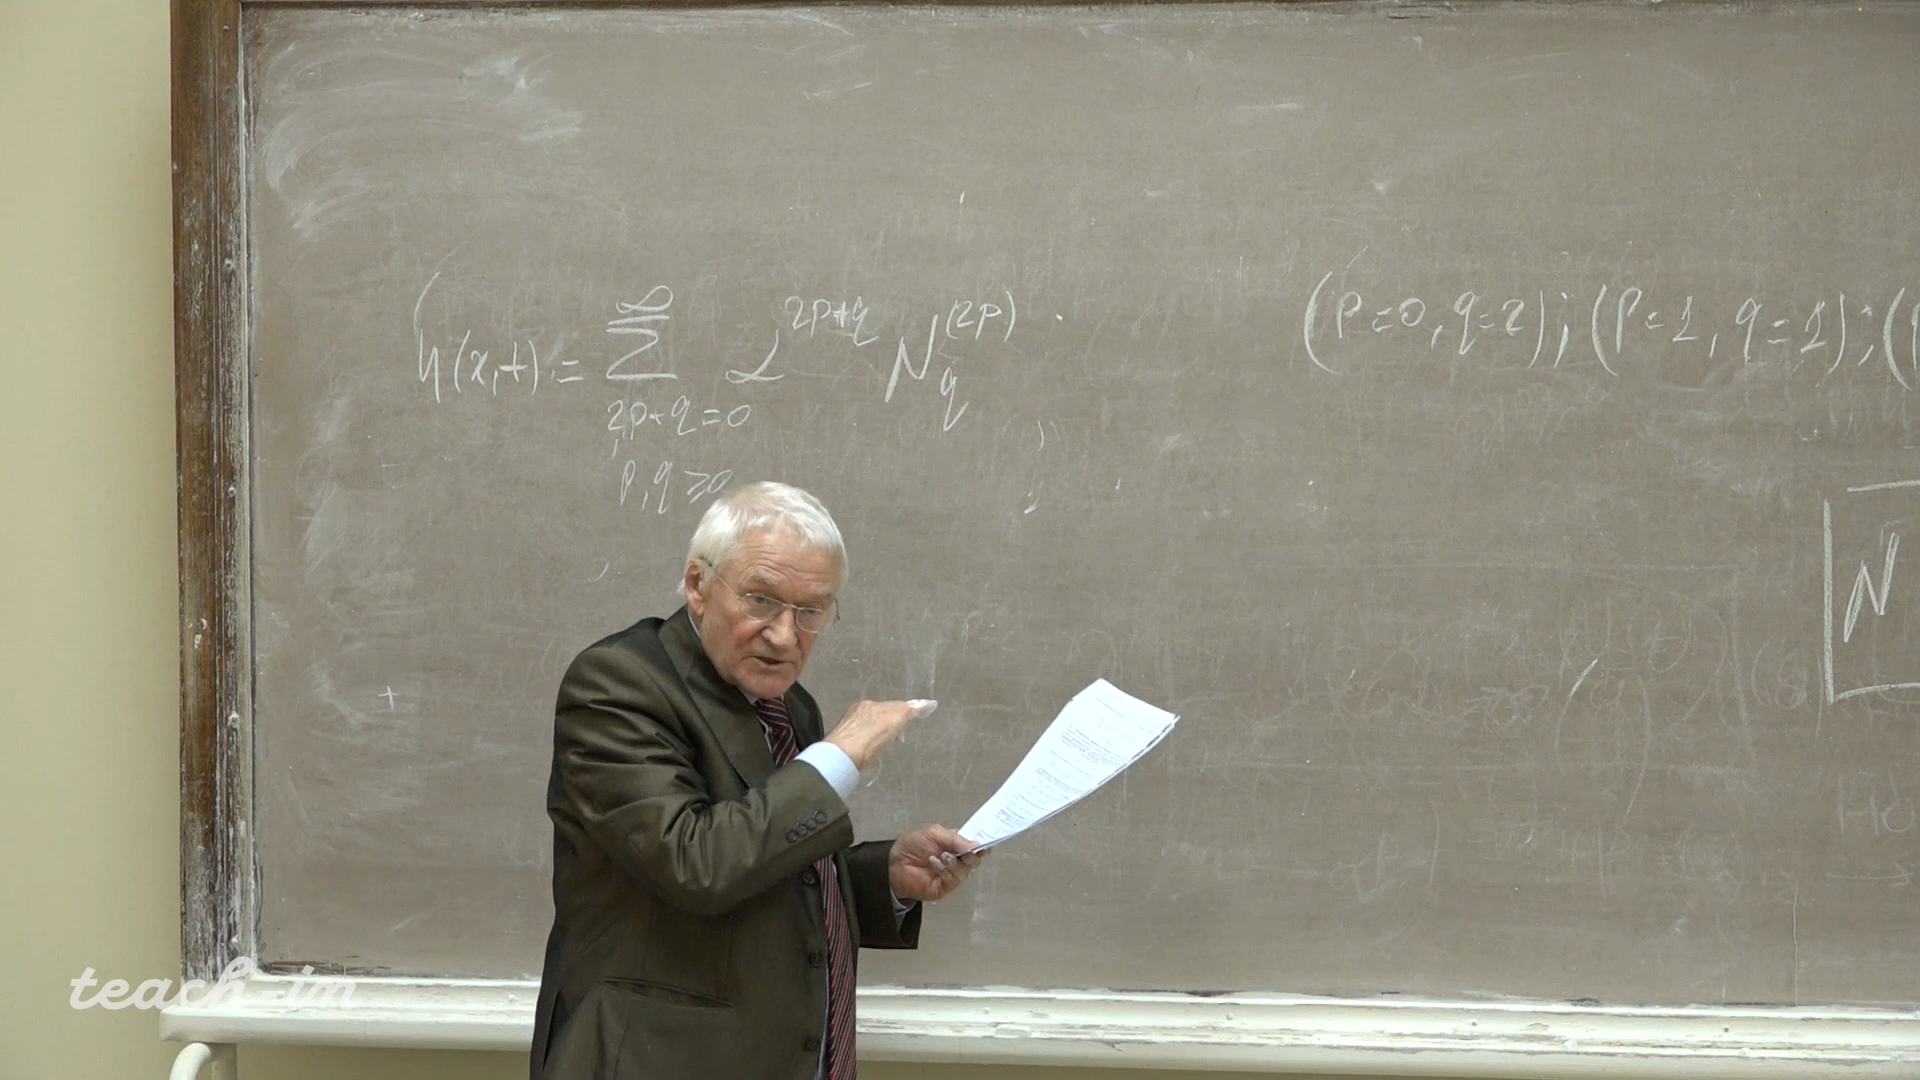 η(x,t) = ∑ α^{2p+q} N_q^{(2p)}
∞
2p+q=0
p,q ≥ 0
(p=0, q=2); (p=1, q=1); (p
N
teach-in